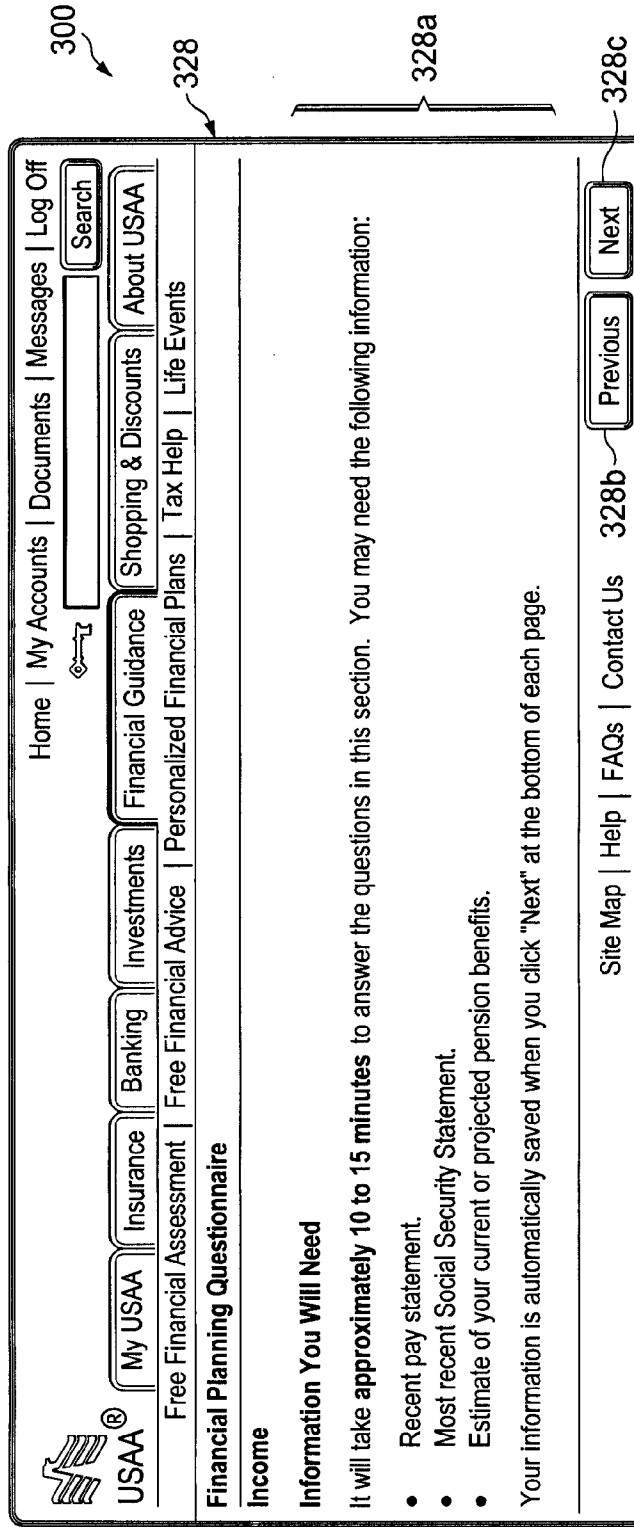 300
328
Home | My Accounts | Documents | Messages | Log Off
Search
USAA®
My USAA Insurance Banking Investments Financial Guidance Shopping & Discounts About USAA
Free Financial Assessment | Free Financial Advice | Personalized Financial Plans | Tax Help | Life Events
Financial Planning Questionnaire
Income
Information You Will Need
328a
It will take approximately 10 to 15 minutes to answer the questions in this section. You may need the following information:
• Recent pay statement.
• Most recent Social Security Statement.
• Estimate of your current or projected pension benefits.
Your information is automatically saved when you click "Next" at the bottom of each page.
Site Map | Help | FAQs | Contact Us 328b Previous Next 328c